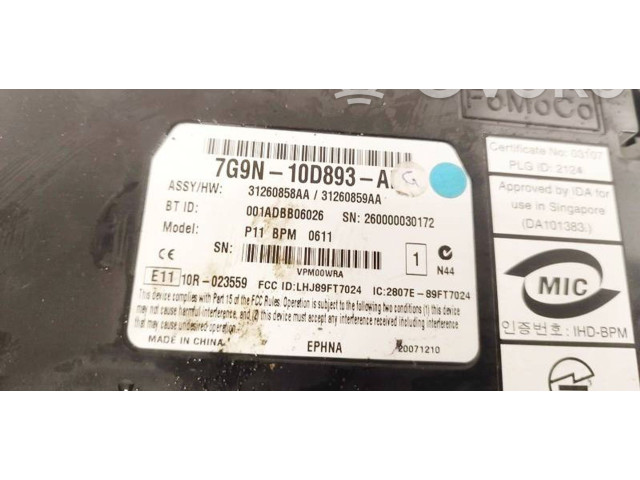 FoMoCo
7G9N-10D893-A
G
ASSY/HW: 31260858AA / 31260859AA
BT ID: 001ADBB06026 SN: 260000030172
Model: P11 BPM 0611
SN:
VPM00WRA
1
N44
CE
E11 10R-023559 FCC ID:LHJ89FT7024 IC:2807E-89FT7024
This device complies with Part 15 of the FCC Rules. Operation is subject to the following two conditions (1) this device
may not cause harmful interference, and (2) this device must accept any interference received including interference
that may cause undesired operation.
MADE IN CHINA EPHNA 20071210
Certificate No: 03107
PLG ID: 2124
Approved by IDA for
use in Singapore
(DA101383.)
MIC
인증번호: IHD-BPM